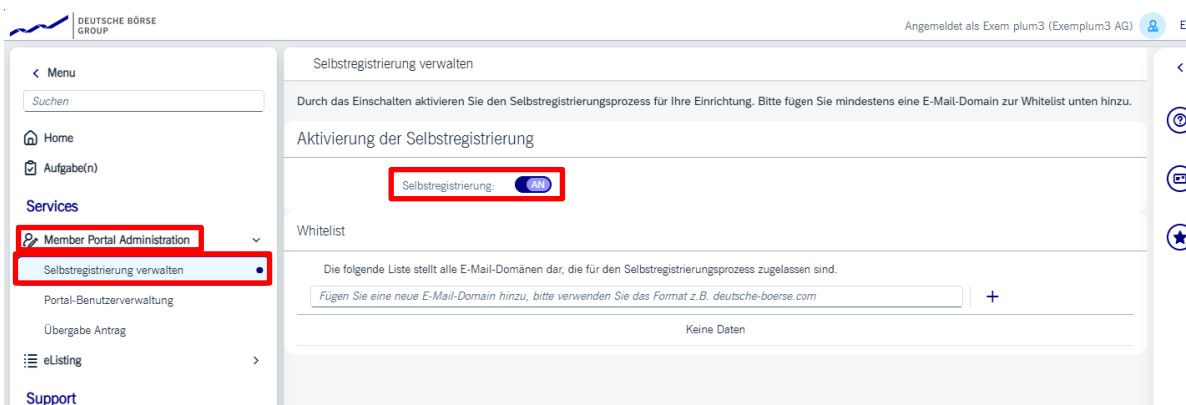 DEUTSCHE BÖRSE
GROUP
Angemeldet als Exem plum3 (Exemplum3 AG)
E
Menu
Suchen
Home
Aufgabe(n)
Services
Member Portal Administration
Selbstregistrierung verwalten
Portal-Benutzerverwaltung
Übergabe Antrag
eListing
Support
Selbstregistrierung verwalten
Durch das Einschalten aktivieren Sie den Selbstregistrierungsprozess für Ihre Einrichtung. Bitte fügen Sie mindestens eine E-Mail-Domain zur Whitelist unten hinzu.
Aktivierung der Selbstregistrierung
Selbstregistrierung: AN
Whitelist
Die folgende Liste stellt alle E-Mail-Domänen dar, die für den Selbstregistrierungsprozess zugelassen sind.
Fügen Sie eine neue E-Mail-Domain hinzu, bitte verwenden Sie das Format z.B. deutsche-boerse.com
Keine Daten